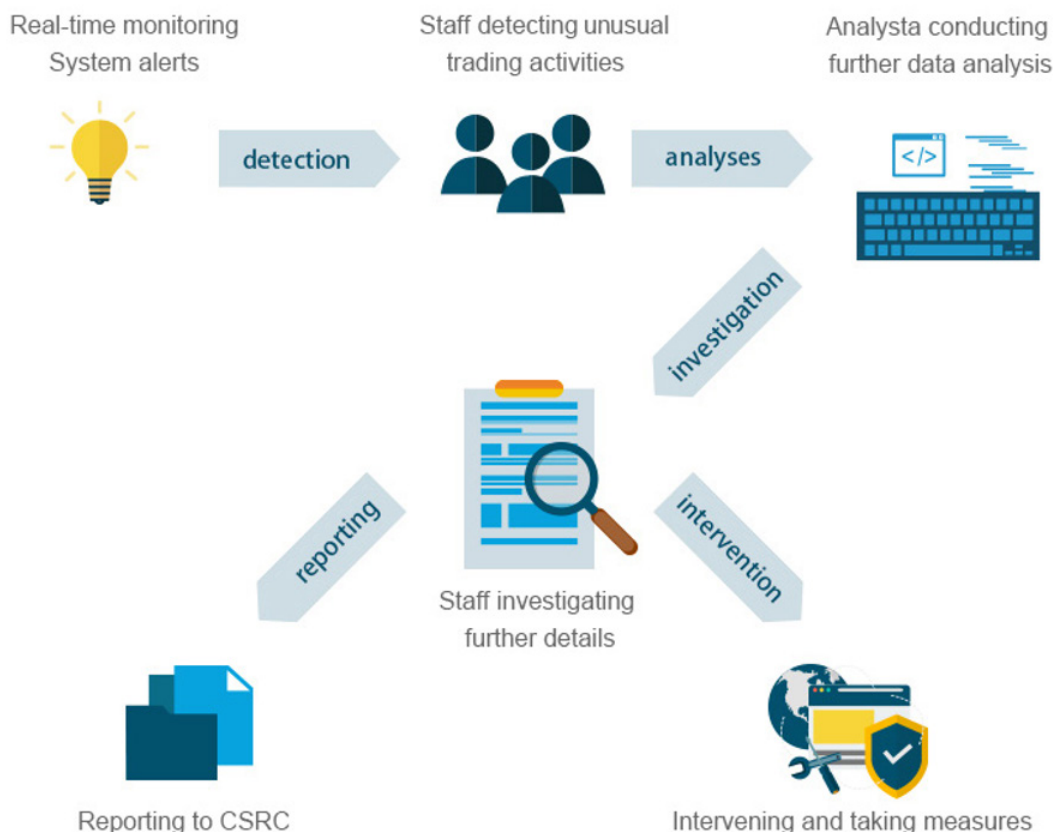 Real-time monitoring
System alerts
Staff detecting unusual
trading activities
Analysta conducting
further data analysis
detection
analyses
</>
investigation
reporting
intervention
Staff investigating
further details
Reporting to CSRC
Intervening and taking measures